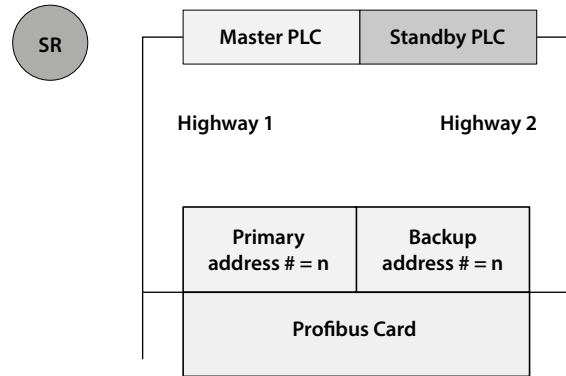 SR
Master PLC
Standby PLC
Highway 1
Highway 2
Primary
address # = n
Backup
address # = n
Profibus Card